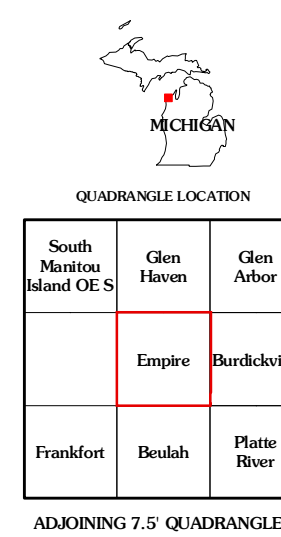 MICHIGAN
QUADRANGLE LOCATION
South
Manitou
Island OE S
Glen
Haven
Glen
Arbor
Empire
Burdickvi
Frankfort
Beulah
Platte
River
ADJOINING 7.5' QUADRANGLE